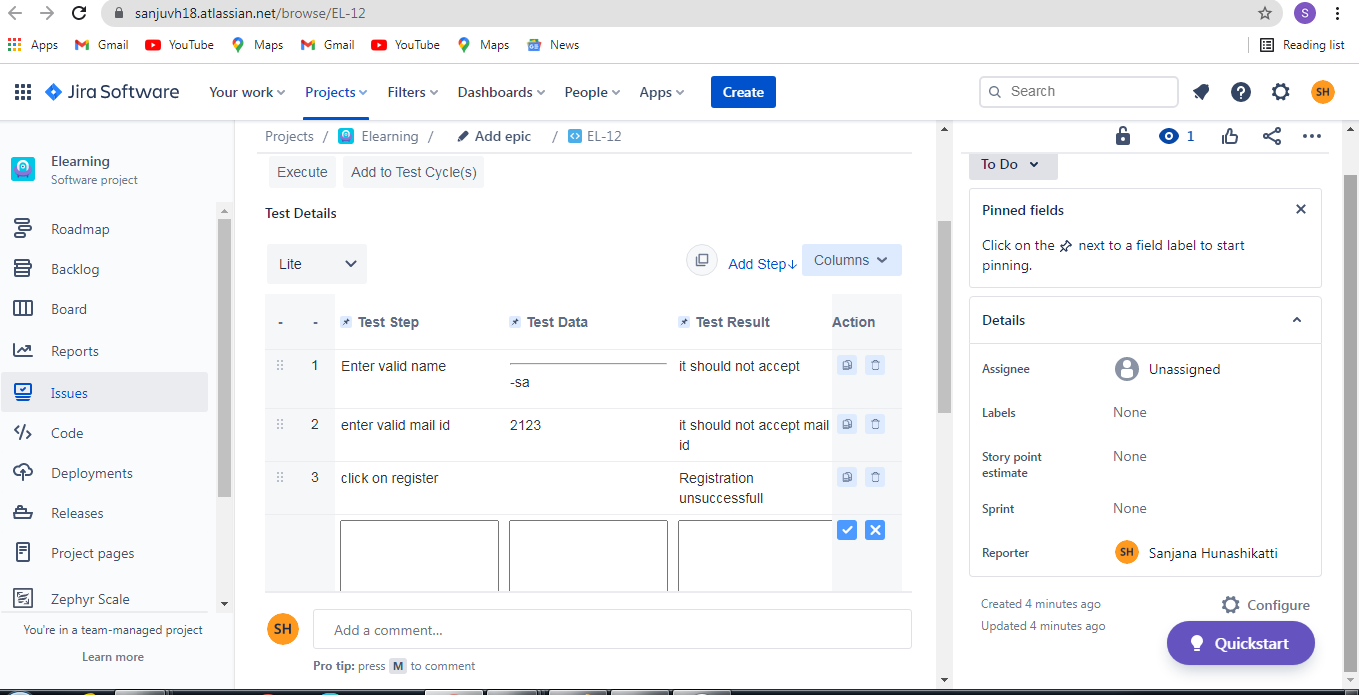 sanjuvh18.atlassian.net/browse/EL-12
S
Apps Gmail YouTube Maps Gmail YouTube Maps News Reading list
Jira Software Your work Projects Filters Dashboards People Apps Create Search SH
Elearning
Software project
Roadmap
Backlog
Board
Reports
Issues
Code
Deployments
Releases
Project pages
Zephyr Scale
You're in a team-managed project
Learn more
Projects / Elearning / Add epic / EL-12
Execute Add to Test Cycle(s)
Test Details
Lite Add Step↓ Columns
- - Test Step Test Data Test Result Action
1 Enter valid name -sa it should not accept
2 enter valid mail id 2123 it should not accept mail
id
3 click on register Registration
unsuccessfull
SH Add a comment...
Pro tip: press M to comment
1
To Do
Pinned fields
Click on the next to a field label to start
pinning.
Details
Assignee Unassigned
Labels None
Story point
estimate None
Sprint None
Reporter SH Sanjana Hunashikatti
Created 4 minutes ago Configure
Updated 4 minutes ago
Quickstart